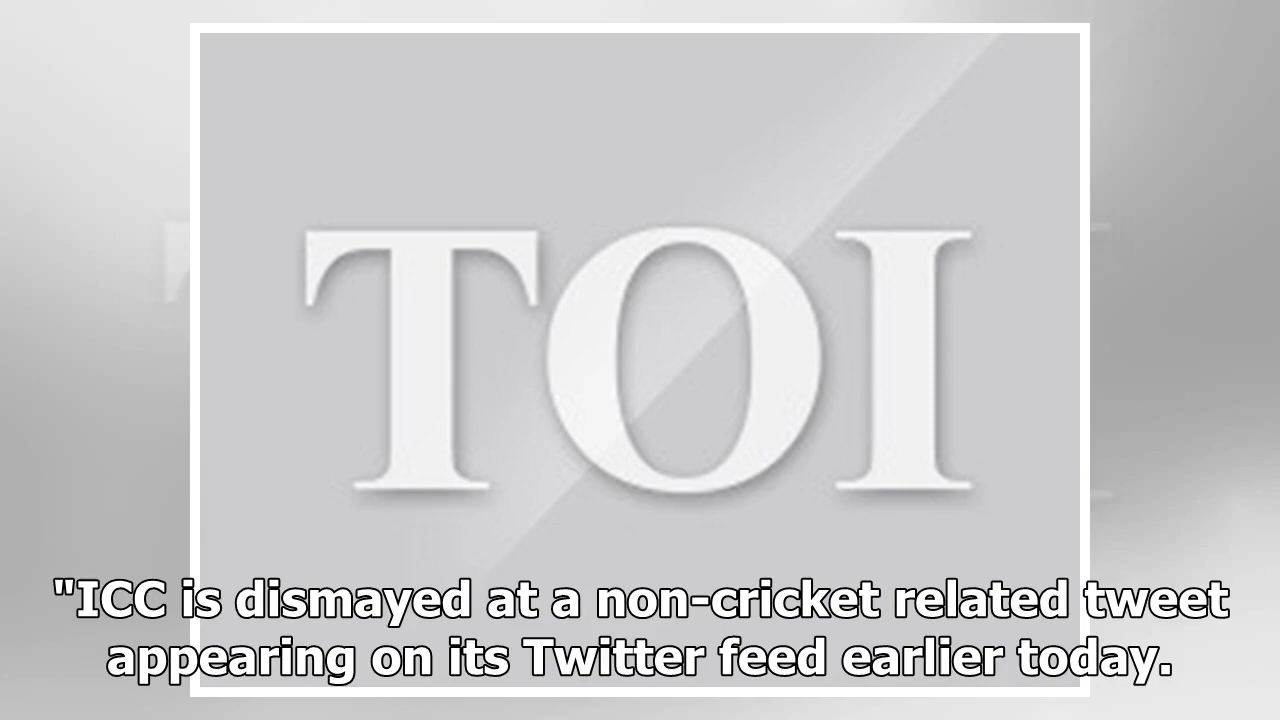 TOI
"ICC is dismayed at a non-cricket related tweet
appearing on its Twitter feed earlier today.